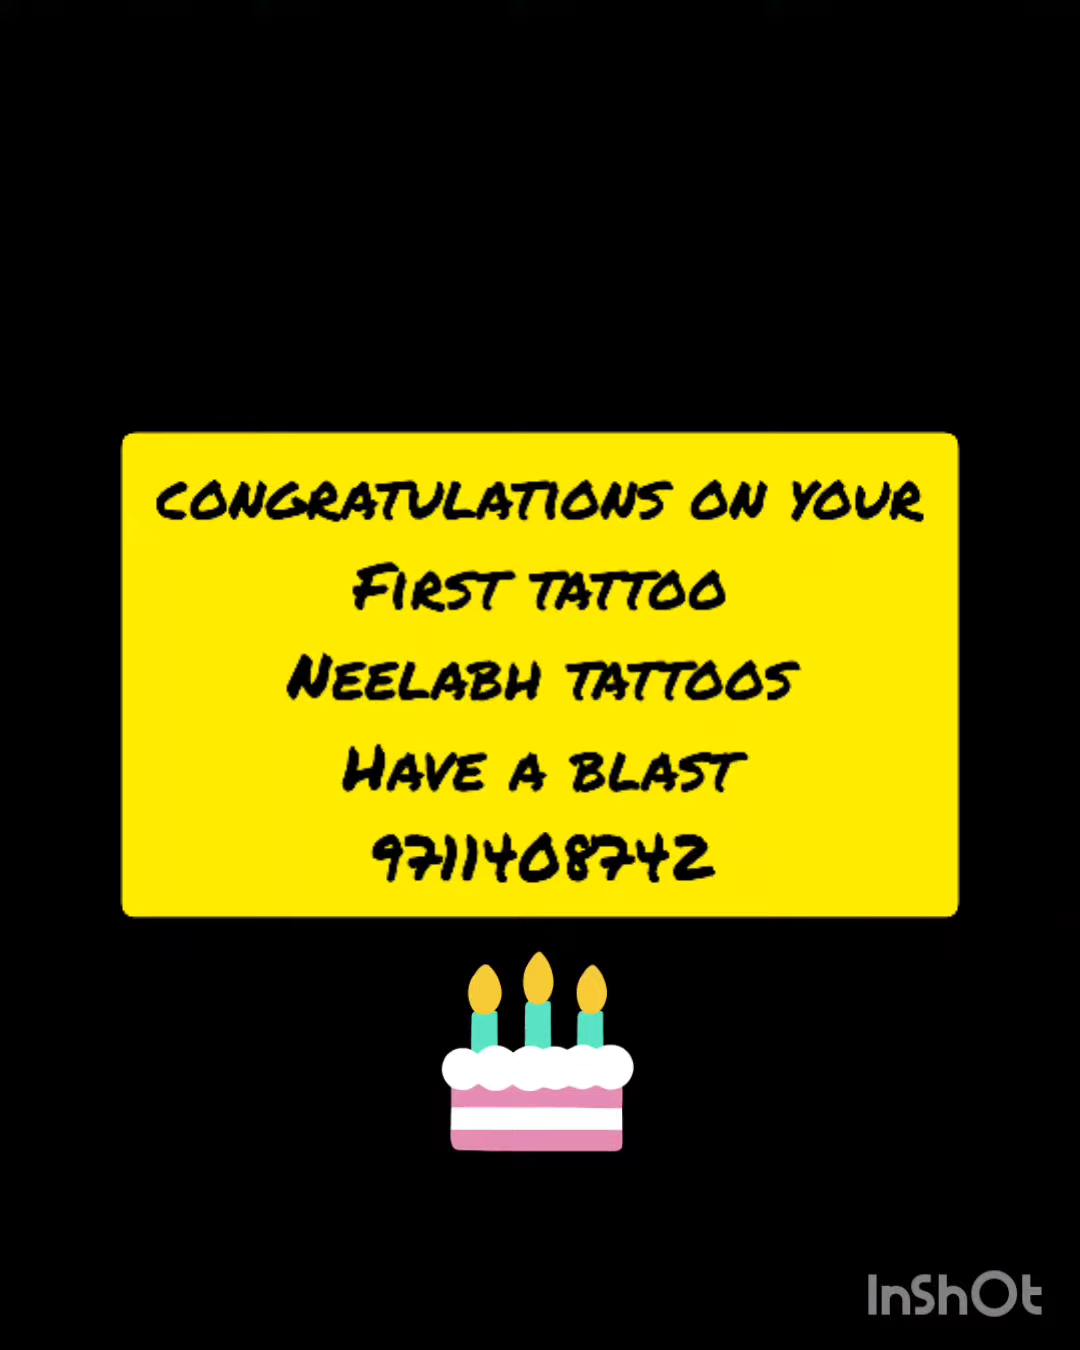 CONGRATULATIONS ON YOUR
FIRST TATTOO
NEELABH TATTOOS
HAVE A BLAST
9711408742
InShOt